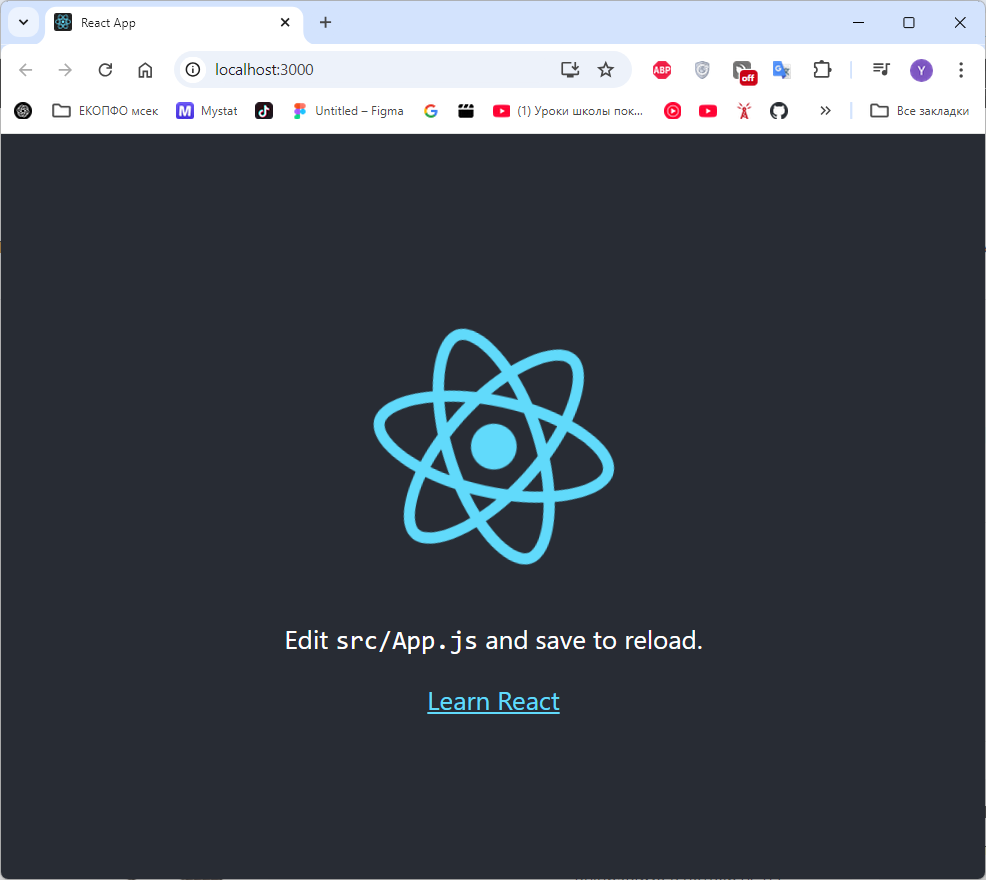 React App
localhost:3000
ABP
off
G
Y
ЕКОПФО мсек
M
Mystat
Untitled – Figma
(1) Уроки школы пок...
Все закладки
Edit src/App.js and save to reload.
Learn React